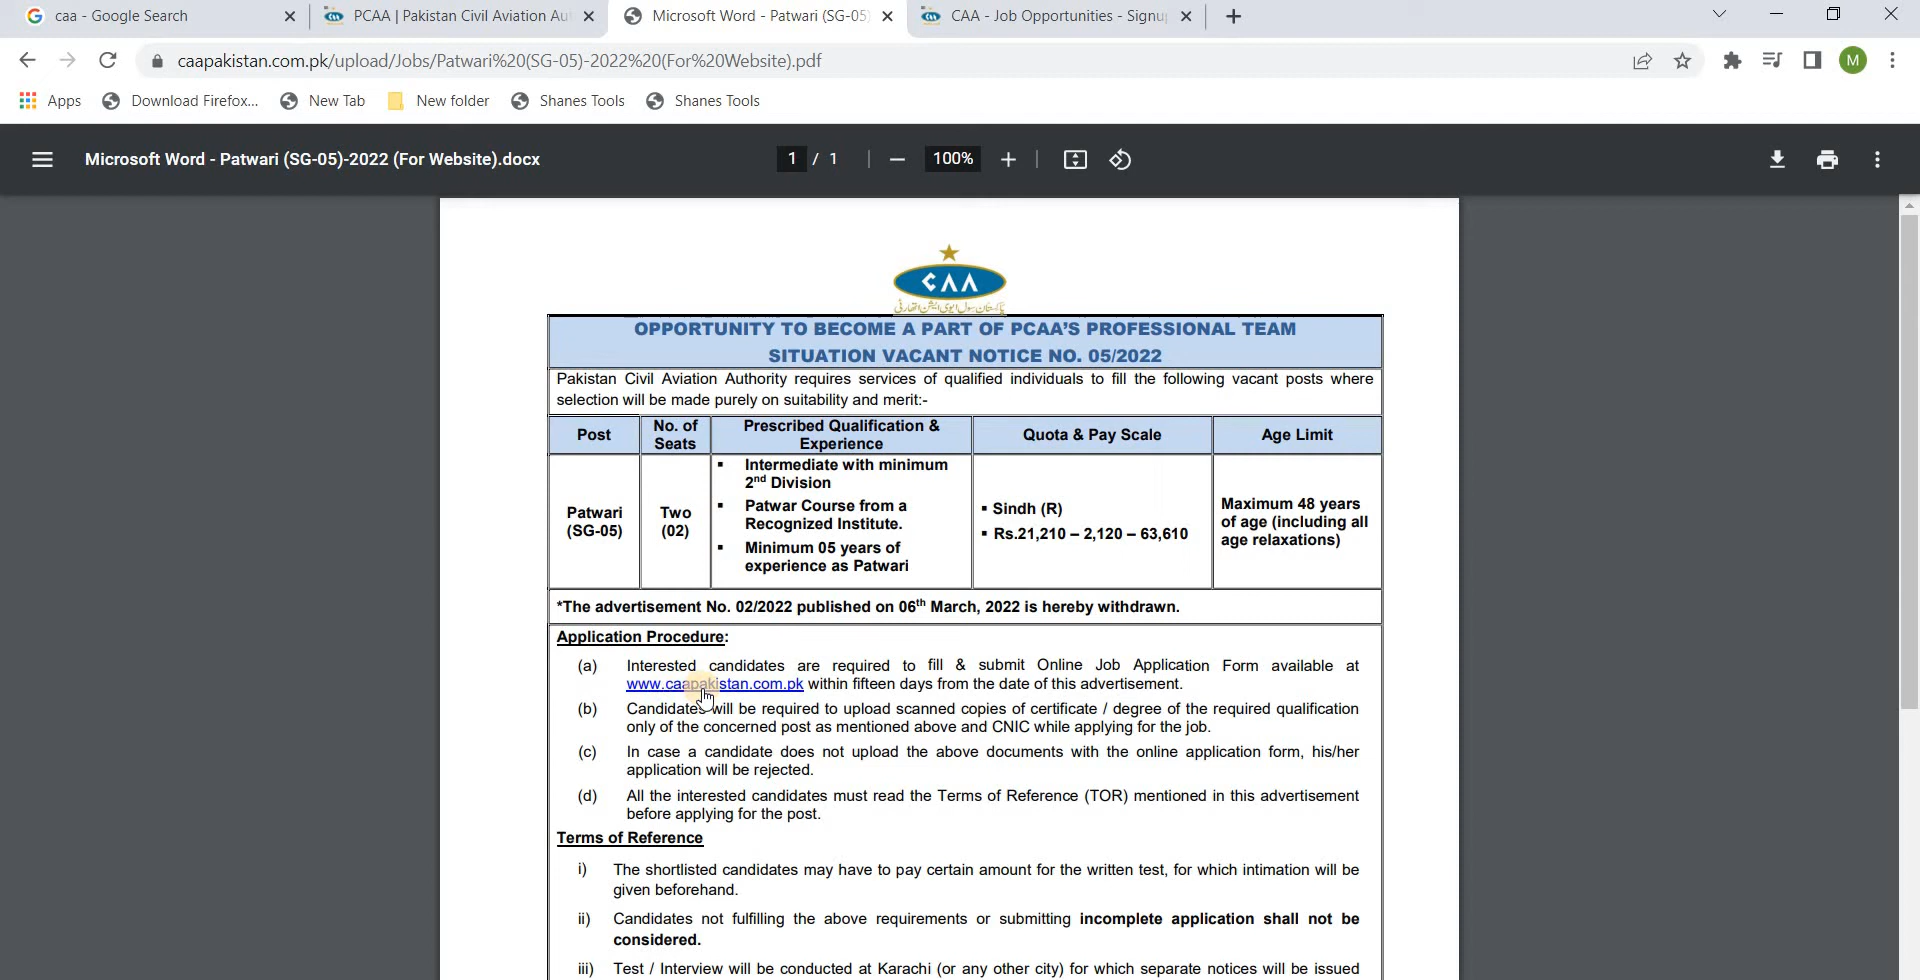 caa - Google Search
PCAA | Pakistan Civil Aviation Au
Microsoft Word - Patwari (SG-05)
CAA - Job Opportunities - Signup
caapakistan.com.pk/upload/Jobs/Patwari%20(SG-05)-2022%20(For%20Website).pdf
M
Apps
Download Firefox...
New Tab
New folder
Shanes Tools
Shanes Tools
Microsoft Word - Patwari (SG-05)-2022 (For Website).docx
1 / 1
100%
CAA
پاکستان سول ایوی ایشن اتھارٹی
OPPORTUNITY TO BECOME A PART OF PCAA'S PROFESSIONAL TEAM
SITUATION VACANT NOTICE NO. 05/2022
Pakistan Civil Aviation Authority requires services of qualified individuals to fill the following vacant posts where
selection will be made purely on suitability and merit:-
Post
No. of
Seats
Prescribed Qualification &
Experience
Quota & Pay Scale
Age Limit
Patwari
(SG-05)
Two
(02)
▪ Intermediate with minimum
2nd Division
▪ Patwar Course from a
Recognized Institute.
▪ Minimum 05 years of
experience as Patwari
▪ Sindh (R)
▪ Rs.21,210 – 2,120 – 63,610
Maximum 48 years
of age (including all
age relaxations)
*The advertisement No. 02/2022 published on 06th March, 2022 is hereby withdrawn.
Application Procedure:
(a) Interested candidates are required to fill & submit Online Job Application Form available at
www.caapakistan.com.pk within fifteen days from the date of this advertisement.
(b) Candidates will be required to upload scanned copies of certificate / degree of the required qualification
only of the concerned post as mentioned above and CNIC while applying for the job.
(c) In case a candidate does not upload the above documents with the online application form, his/her
application will be rejected.
(d) All the interested candidates must read the Terms of Reference (TOR) mentioned in this advertisement
before applying for the post.
Terms of Reference
i) The shortlisted candidates may have to pay certain amount for the written test, for which intimation will be
given beforehand.
ii) Candidates not fulfilling the above requirements or submitting incomplete application shall not be
considered.
iii) Test / Interview will be conducted at Karachi (or any other city) for which separate notices will be issued